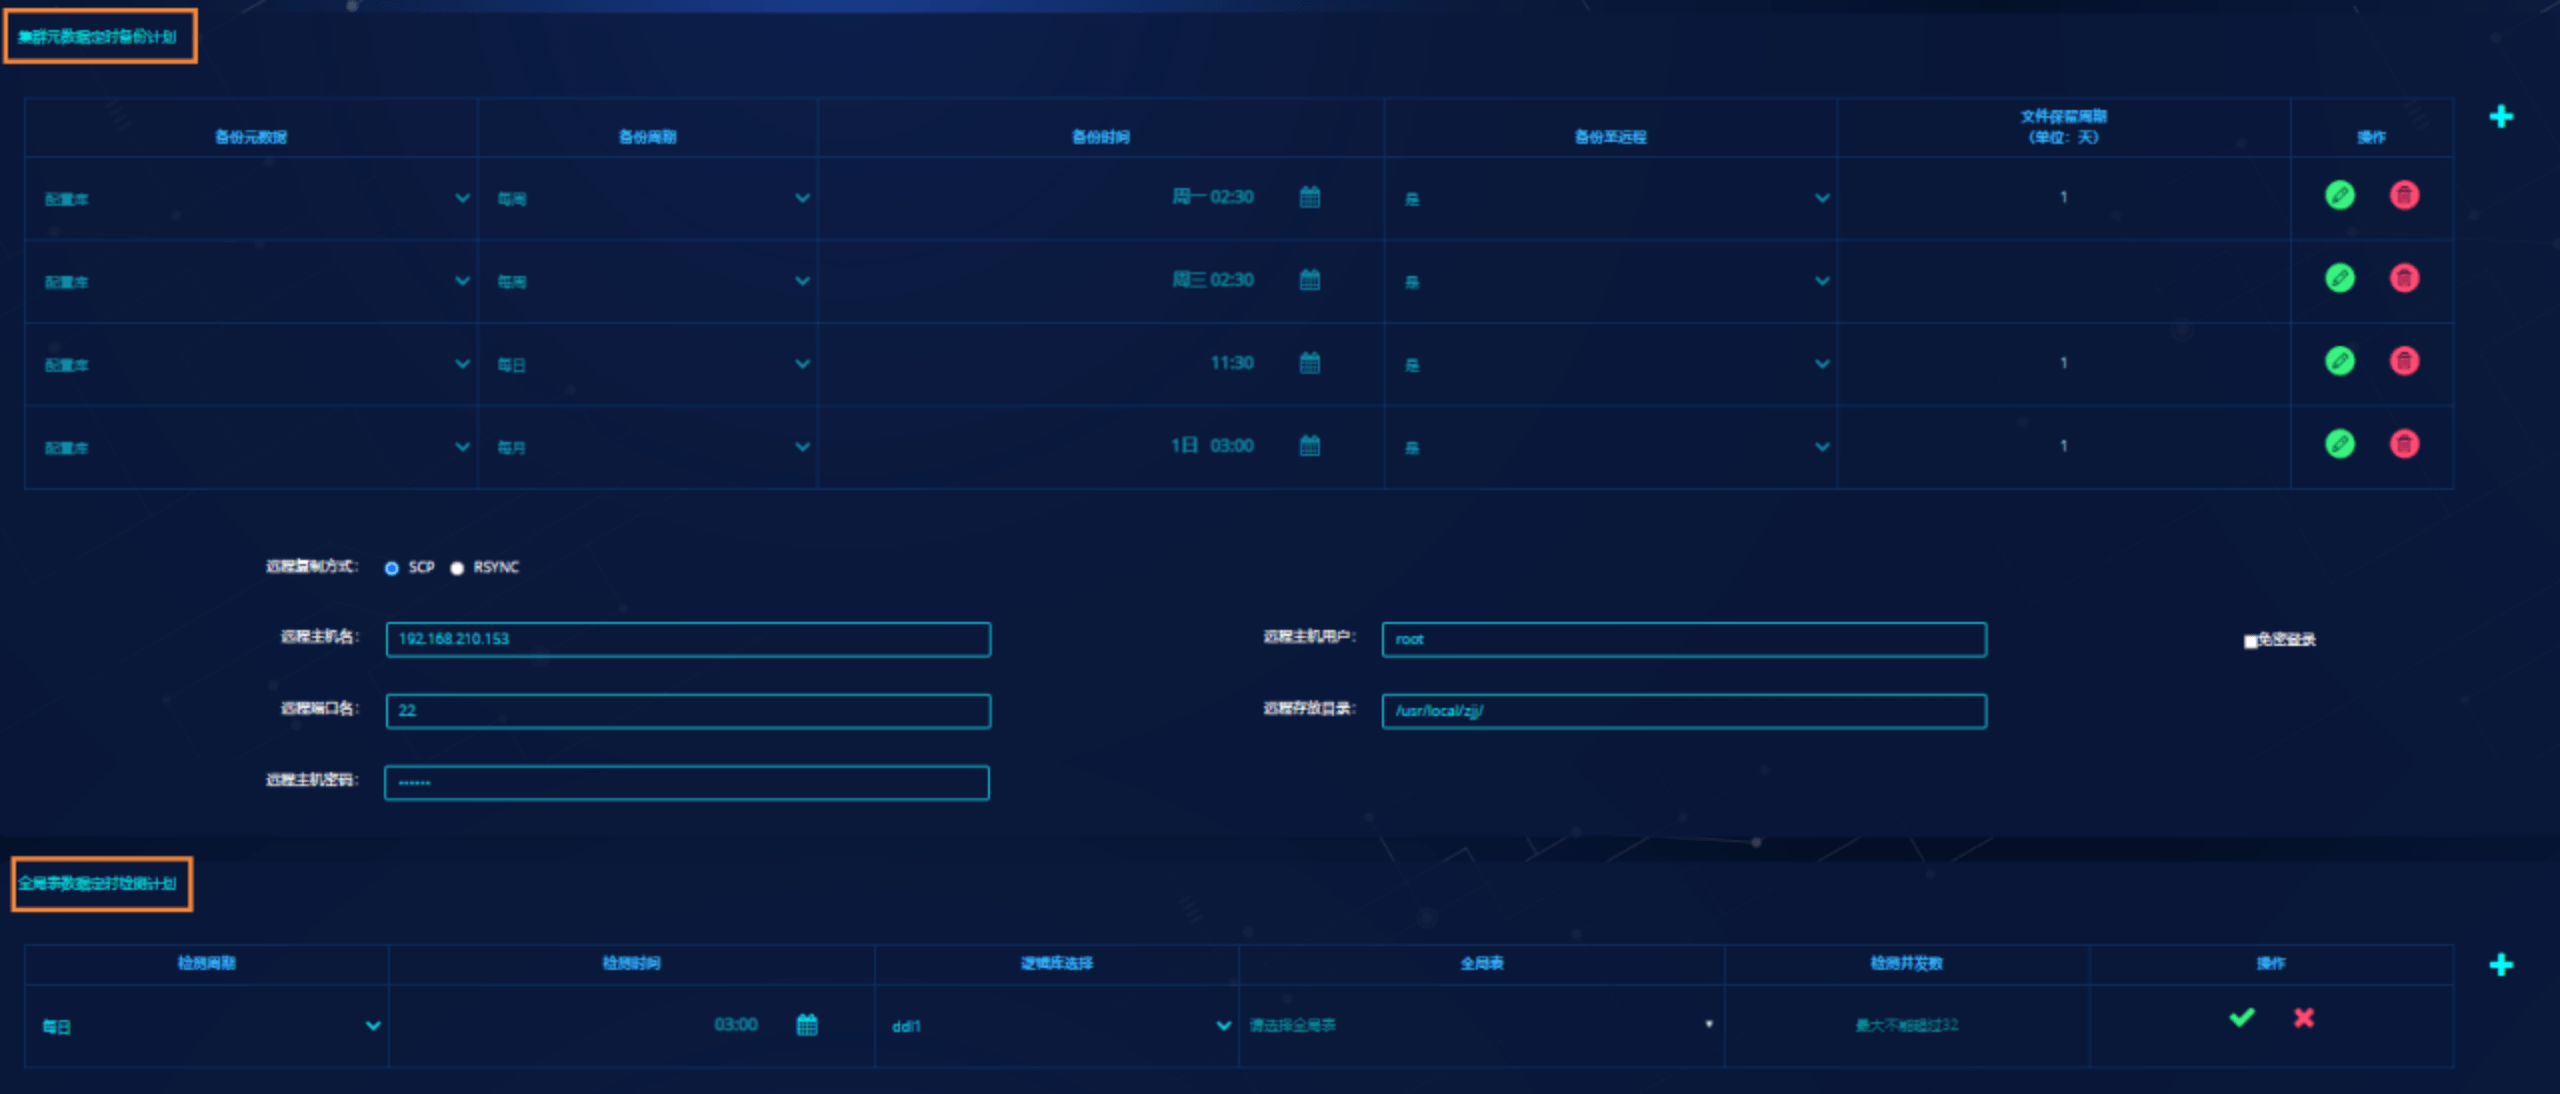 集群元数据定时备份计划
备份元数据 备份周期 备份时间 备份至远程 文件保留周期 操作
（单位：天）
配置库 每周 周一 02:30 是 1
配置库 每周 周三 02:30 是
配置库 每日 11:30 是 1
配置库 每月 1日 03:00 是 1
远程复制方式: SCP RSYNC
远程主机名: 192.168.210.153 远程主机用户: root 免密登录
远程端口名: 22 远程存放目录: /usr/local/zjj/
远程主机密码: ••••••
全局表数据定时检测计划
检测周期 检测时间 逻辑库选择 全局表 检测并发数 操作
每日 03:00 ddl1 请选择全局表 最大不能超过32